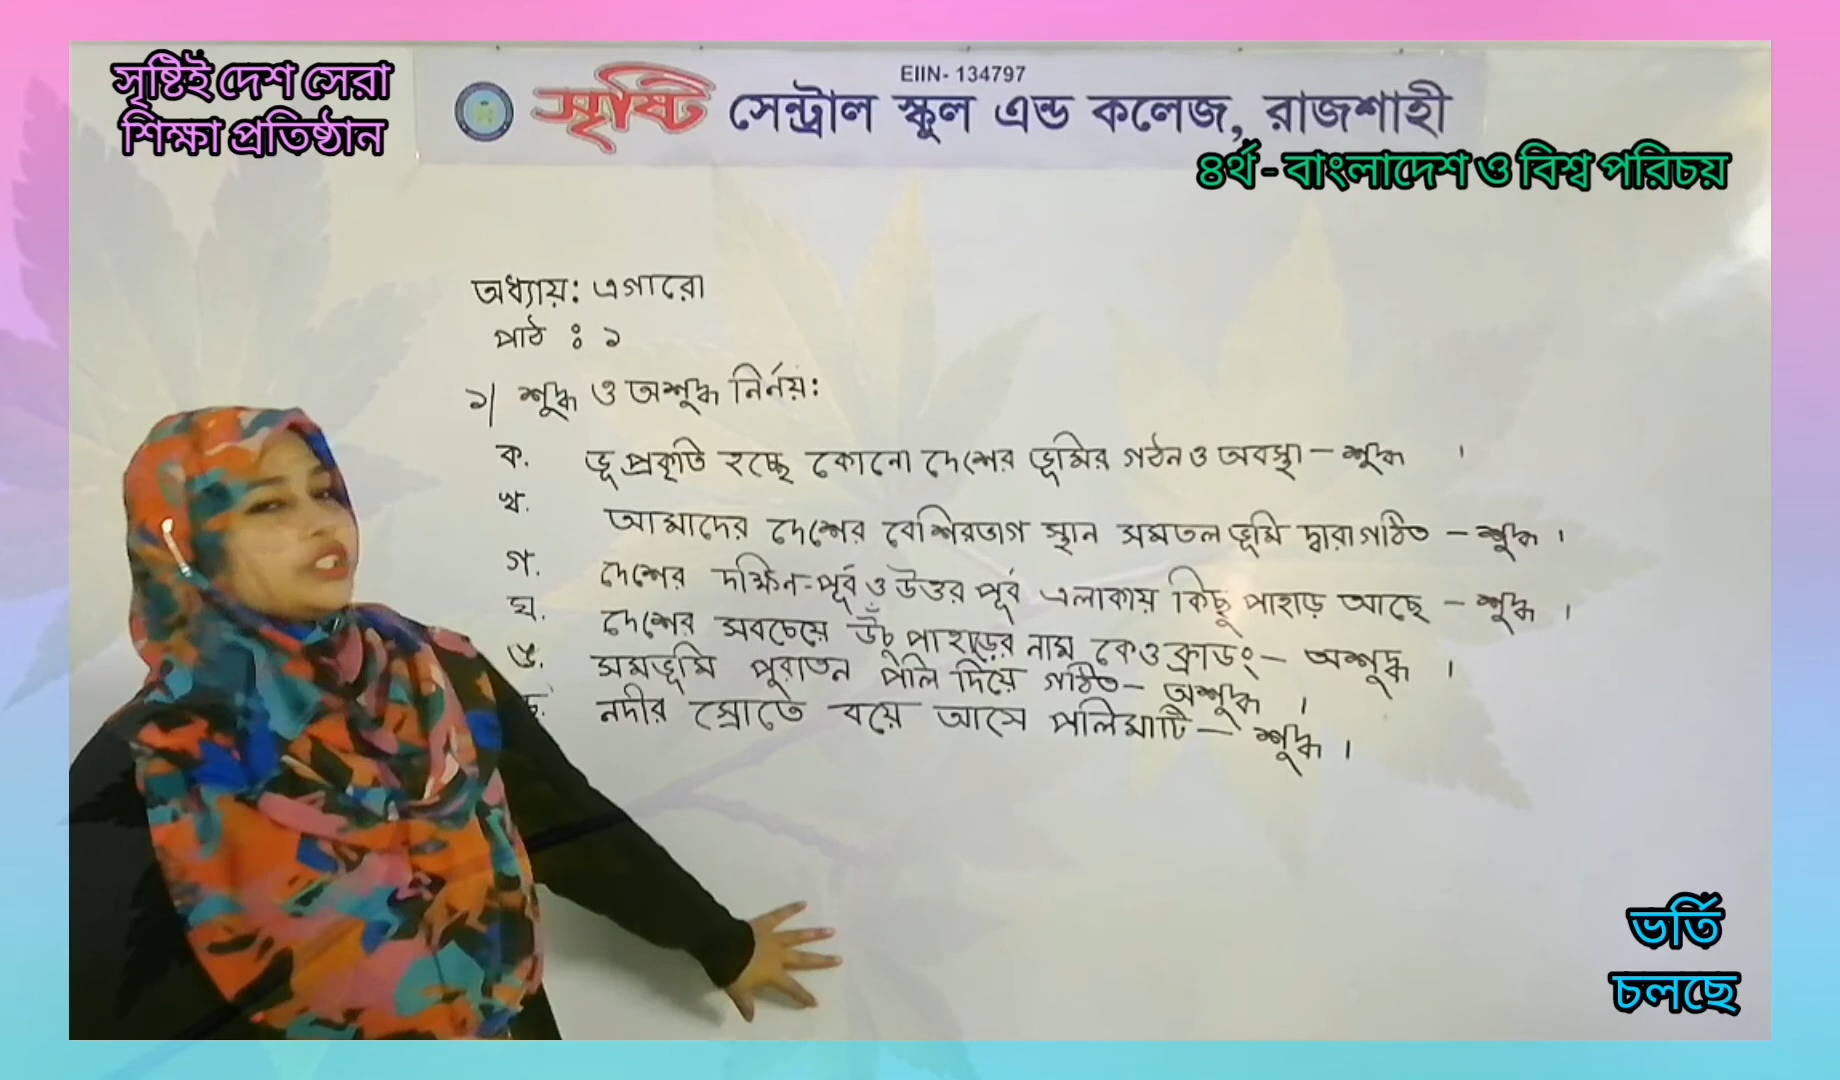 সৃষ্টিই দেশ সেরা
শিক্ষা প্রতিষ্ঠান
EIIN- 134797
সৃষ্টি সেন্ট্রাল স্কুল এন্ড কলেজ, রাজশাহী
৪র্থ - বাংলাদেশ ও বিশ্ব পরিচয়
অধ্যায়: এগারো
পাঠ : ১
১| শুদ্ধ ও অশুদ্ধ নির্নয়:
ক. ভূ প্রকৃতি হচ্ছে কোনো দেশের ভূমির গঠন ও অবস্থা – শুদ্ধ ।
খ. আমাদের দেশের বেশিরভাগ স্থান সমতল ভূমি দ্বারা গঠিত – শুদ্ধ ।
গ. দেশের দক্ষিন-পূর্ব ও উত্তর পূর্ব এলাকায় কিছু পাহাড় আছে – শুদ্ধ ।
ঘ. দেশের সবচেয়ে উঁচু পাহাড়ের নাম কেওক্রাডং – অশুদ্ধ ।
ঙ. সমভূমি পুরাতন পলি দিয়ে গঠিত – অশুদ্ধ ।
চ. নদীর স্রোতে বয়ে আসে পলিমাটি – শুদ্ধ ।
ভর্তি
চলছে